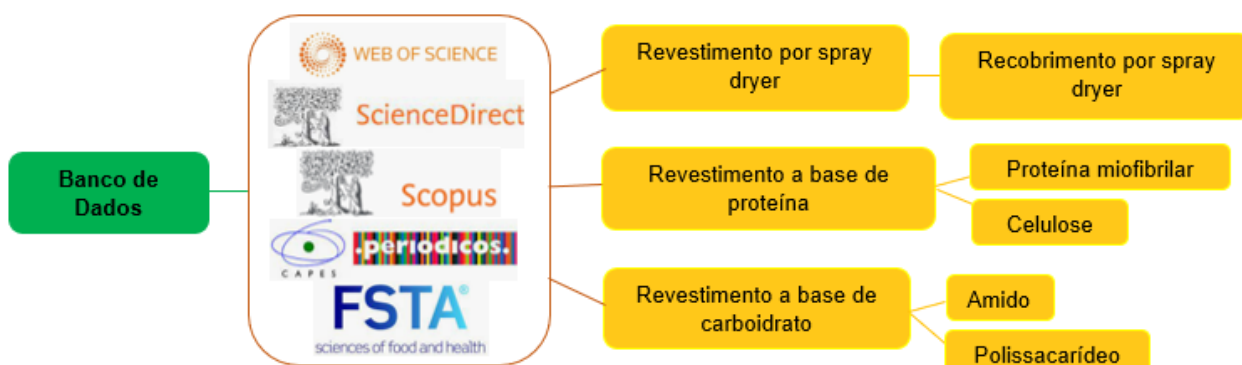 Banco de
Dados
WEB OF SCIENCE
ScienceDirect
Scopus
CAPES
.periodicos.
FSTA®
sciences of food and health
Revestimento por spray
dryer
Recobrimento por spray
dryer
Revestimento a base de
proteína
Proteína miofibrilar
Celulose
Revestimento a base de
carboidrato
Amido
Polissacarídeo